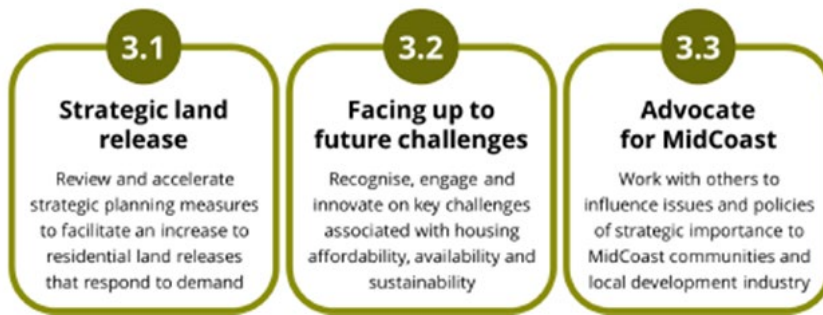 3.1
Strategic land
release
Review and accelerate
strategic planning measures
to facilitate an increase to
residential land releases
that respond to demand
3.2
Facing up to
future challenges
Recognise, engage and
innovate on key challenges
associated with housing
affordability, availability and
sustainability
3.3
Advocate
for MidCoast
Work with others to
influence issues and policies
of strategic importance to
MidCoast communities and
local development industry